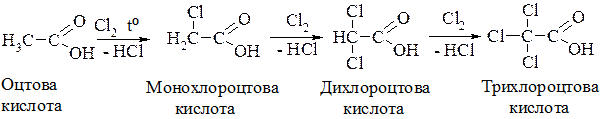 H3C C O OH Cl2 t° - HCl Cl H2C C O OH Cl2 - HCl Cl HC Cl C O OH Cl2 - HCl Cl Cl C Cl C O OH
Оцтова Монохлороцтова Дихлороцтова Трихлороцтова
кислота кислота кислота кислота